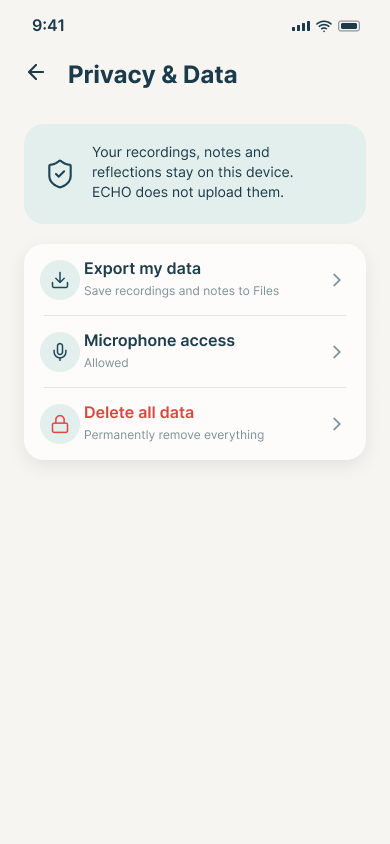 9:41
Privacy & Data
Your recordings, notes and
reflections stay on this device.
ECHO does not upload them.
Export my data
Save recordings and notes to Files
Microphone access
Allowed
Delete all data
Permanently remove everything